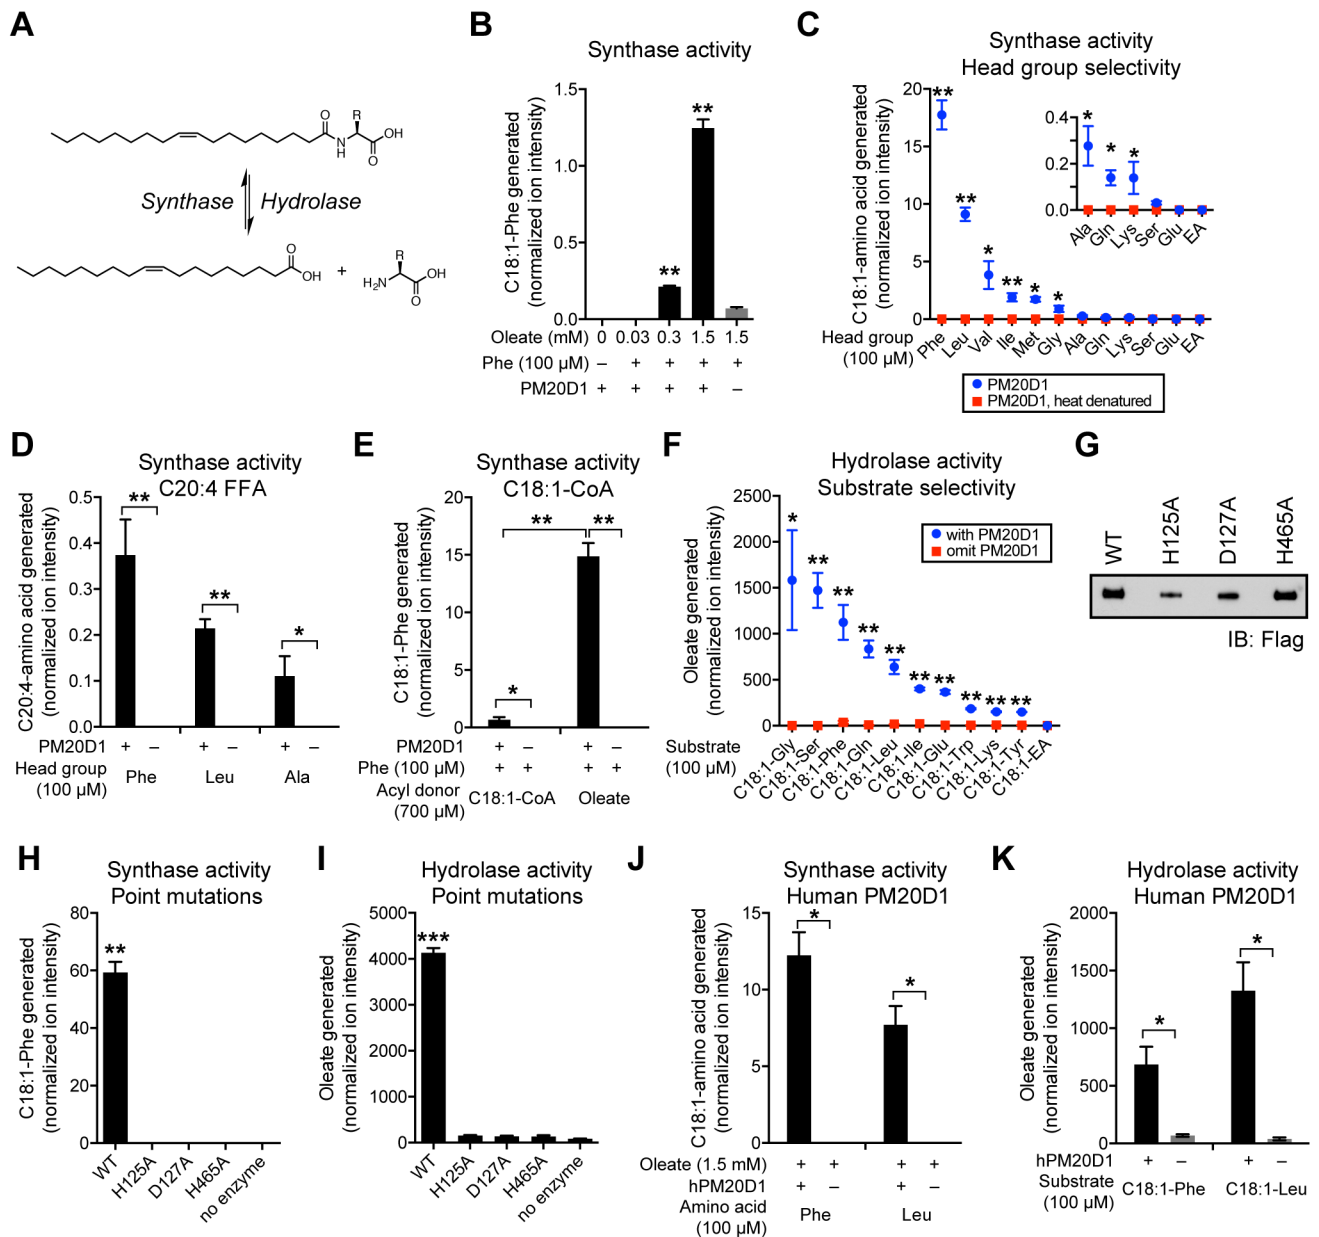 A
O
R
OH
N
H
O
Synthase
Hydrolase
O
OH
+
R
H₂N
OH
O
B
Synthase activity
C18:1-Phe generated
(normalized ion intensity)
1.5
1.0
0.5
0.0
**
**
Oleate (mM) 0 0.03 0.3 1.5 1.5
Phe (100 µM) – + + + +
PM20D1 + + + + –
C
Synthase activity
Head group selectivity
C18:1-amino acid generated
(normalized ion intensity)
20
15
10
5
0
**
**
*
**
*
*
Head group
(100 µM)
Phe Leu Val Ile Met Gly Ala Gln Lys Ser Glu EA
0.4
0.2
0.0
*
*
*
Ala Gln Lys Ser Glu EA
PM20D1
PM20D1, heat denatured
D
Synthase activity
C20:4 FFA
C20:4-amino acid generated
(normalized ion intensity)
0.5
0.4
0.3
0.2
0.1
0.0
**
**
*
PM20D1 + – + – + –
Head group
(100 µM)
Phe Leu Ala
E
Synthase activity
C18:1-CoA
C18:1-Phe generated
(normalized ion intensity)
20
15
10
5
0
**
**
*
PM20D1 + – + –
Phe (100 µM) + + + +
Acyl donor
(700 µM)
C18:1-CoA Oleate
F
Hydrolase activity
Substrate selectivity
Oleate generated
(nomalized ion intensity)
2500
2000
1500
1000
500
0
*
**
**
**
**
**
**
**
**
**
with PM20D1
omit PM20D1
Substrate
(100 µM)
C18:1-Gly C18:1-Ser C18:1-Phe C18:1-Gln C18:1-Leu C18:1-Ile C18:1-Glu C18:1-Trp C18:1-Lys C18:1-Tyr C18:1-EA
G
WT H125A D127A H465A
IB: Flag
H
Synthase activity
Point mutations
C18:1-Phe generated
(normalized ion intensity)
80
60
40
20
0
**
WT H125A D127A H465A no enzyme
I
Hydrolase activity
Point mutations
Oleate generated
(normalized ion intensity)
5000
4000
3000
2000
1000
0
***
WT H125A D127A H465A no enzyme
J
Synthase activity
Human PM20D1
C18:1-amino acid generated
(normalized ion intensity)
15
10
5
0
*
*
Oleate (1.5 mM) + + + +
hPM20D1 + – + –
Amino acid
(100 µM)
Phe Leu
K
Hydrolase activity
Human PM20D1
Oleate generated
(normalized ion intensity)
2000
1500
1000
500
0
*
*
hPM20D1 + – + –
Substrate
(100 µM)
C18:1-Phe C18:1-Leu